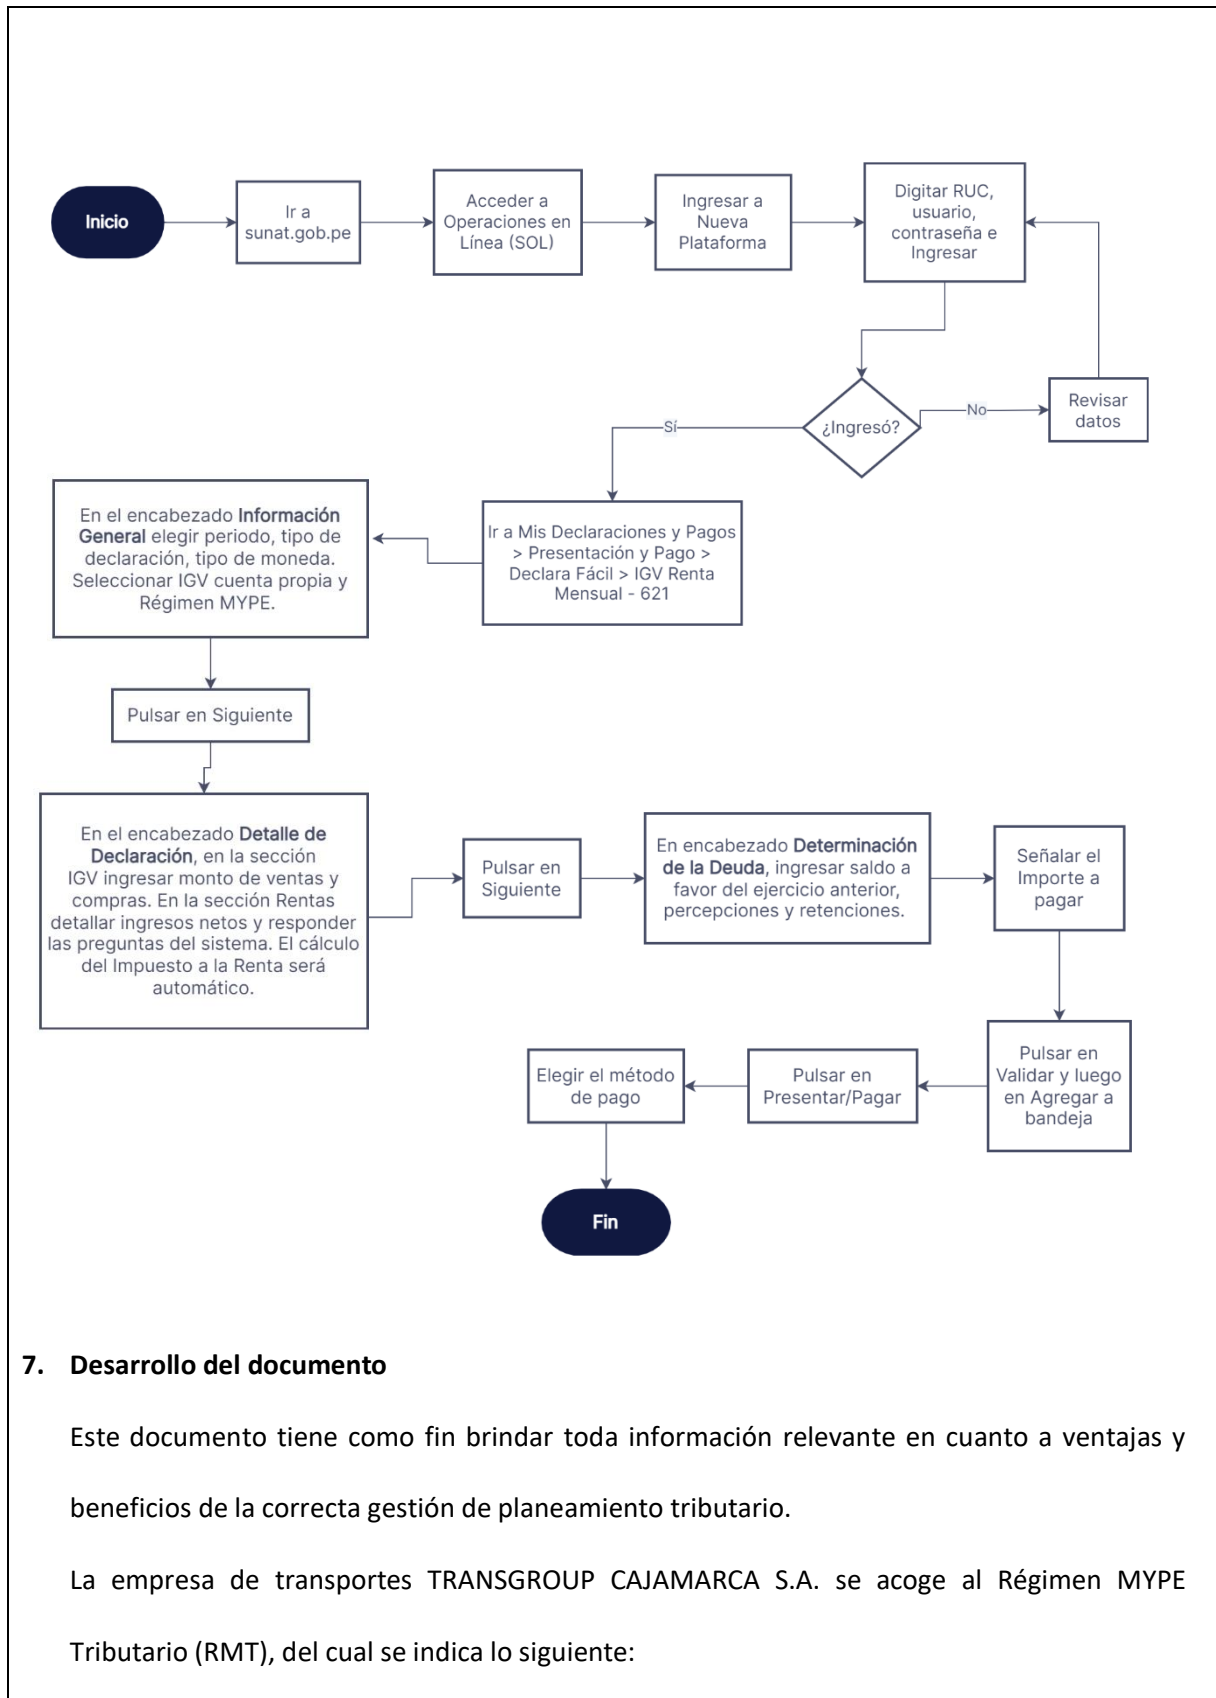 Inicio
Ir a
sunat.gob.pe
Acceder a
Operaciones en
Línea (SOL)
Ingresar a
Nueva
Plataforma
Digitar RUC,
usuario,
contraseña e
Ingresar
¿Ingresó?
No
Revisar
datos
Sí
Ir a Mis Declaraciones y Pagos
> Presentación y Pago >
Declara Fácil > IGV Renta
Mensual - 621
En el encabezado Información
General elegir periodo, tipo de
declaración, tipo de moneda.
Seleccionar IGV cuenta propia y
Régimen MYPE.
Pulsar en Siguiente
En el encabezado Detalle de
Declaración, en la sección
IGV ingresar monto de ventas y
compras. En la sección Rentas
detallar ingresos netos y responder
las preguntas del sistema. El cálculo
del Impuesto a la Renta será
automático.
Pulsar en
Siguiente
En encabezado Determinación
de la Deuda, ingresar saldo a
favor del ejercicio anterior,
percepciones y retenciones.
Señalar el
Importe a
pagar
Pulsar en
Validar y luego
en Agregar a
bandeja
Pulsar en
Presentar/Pagar
Elegir el método
de pago
Fin
7. Desarrollo del documento
Este documento tiene como fin brindar toda información relevante en cuanto a ventajas y
beneficios de la correcta gestión de planeamiento tributario.
La empresa de transportes TRANSGROUP CAJAMARCA S.A. se acoge al Régimen MYPE
Tributario (RMT), del cual se indica lo siguiente: